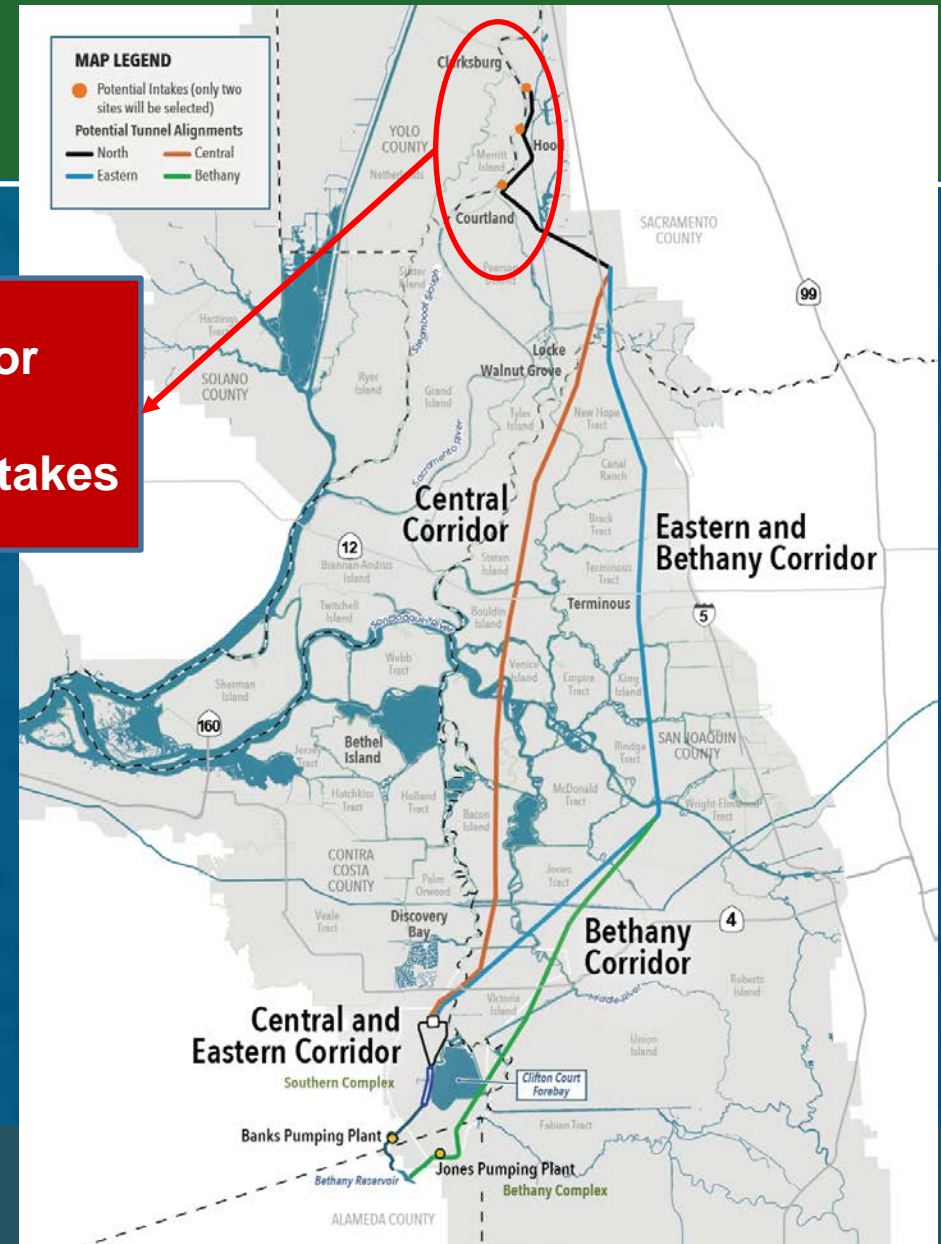 MAP LEGEND
Potential Intakes (only two
sites will be selected)
Potential Tunnel Alignments
North
Central
Eastern
Bethany
Clarksburg
YOLO
COUNTY
Hood
Merritt
Island
Netherlands
Courtland
SACRAMENTO
COUNTY
Pearson
District
99
or
takes
Sutter
Island
Steamboat Slough
Hastings
Tract
SOLANO
COUNTY
Ryer
Island
Grand
Island
Locke
Walnut Grove
Tyler
Island
New Hope
Tract
Sacramento River
Canal
Ranch
Central
Corridor
Brack
Tract
Eastern and
Bethany Corridor
12
Brannan-Andrus
Island
Staten
Island
Terminous
Tract
Twitchell
Island
Bouldin
Island
Terminous
5
San Joaquin River
Webb
Tract
Venice
Island
Empire
Tract
King
Island
Sherman
Island
160
Jersey
Tract
Bethel
Island
Rindge
Tract
SAN JOAQUIN
COUNTY
Hotchkiss
Tract
Holland
Tract
Bacon
Island
McDonald
Tract
Wright-Elmwood
Tract
CONTRA
COSTA
COUNTY
Palm
Orwood
Jones
Tract
Veale
Tract
Discovery
Bay
4
Bethany
Corridor
Roberts
Island
Victoria
Island
Middle River
Central and
Eastern Corridor
Union
Island
Southern Complex
Clifton Court
Forebay
Fabian Tract
Banks Pumping Plant
Jones Pumping Plant
Bethany Reservoir
Bethany Complex
ALAMEDA COUNTY